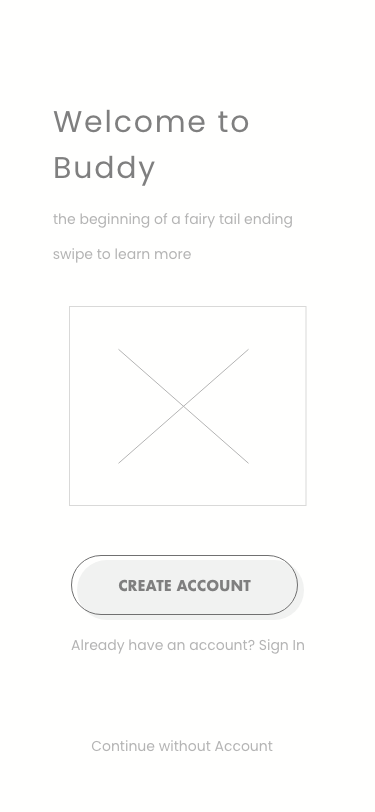 Welcome to
Buddy
the beginning of a fairy tail ending
swipe to learn more
CREATE ACCOUNT
Already have an account? Sign In
Continue without Account